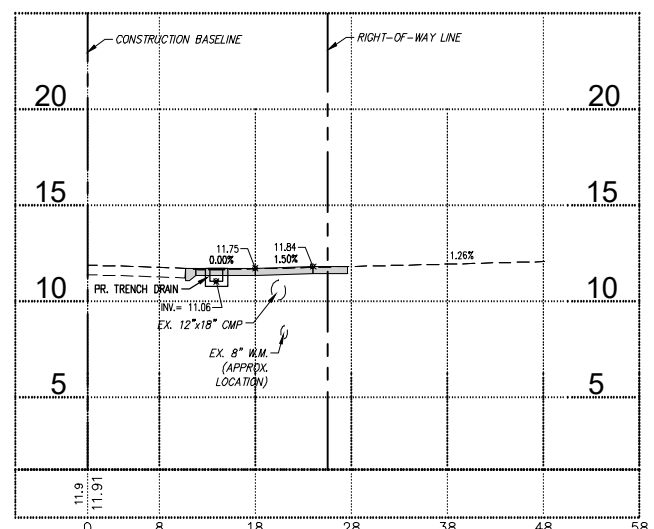 CONSTRUCTION BASELINE
RIGHT-OF-WAY LINE
20
20
15
15
11.75
0.00%
11.84
1.50%
1.26%
10
10
PR. TRENCH DRAIN
INV.= 11.06
EX. 12"x18" CMP
EX. 8" W.M.
(APPROX.
LOCATION)
5
5
11.9
11.91
0
8
18
28
38
48
58